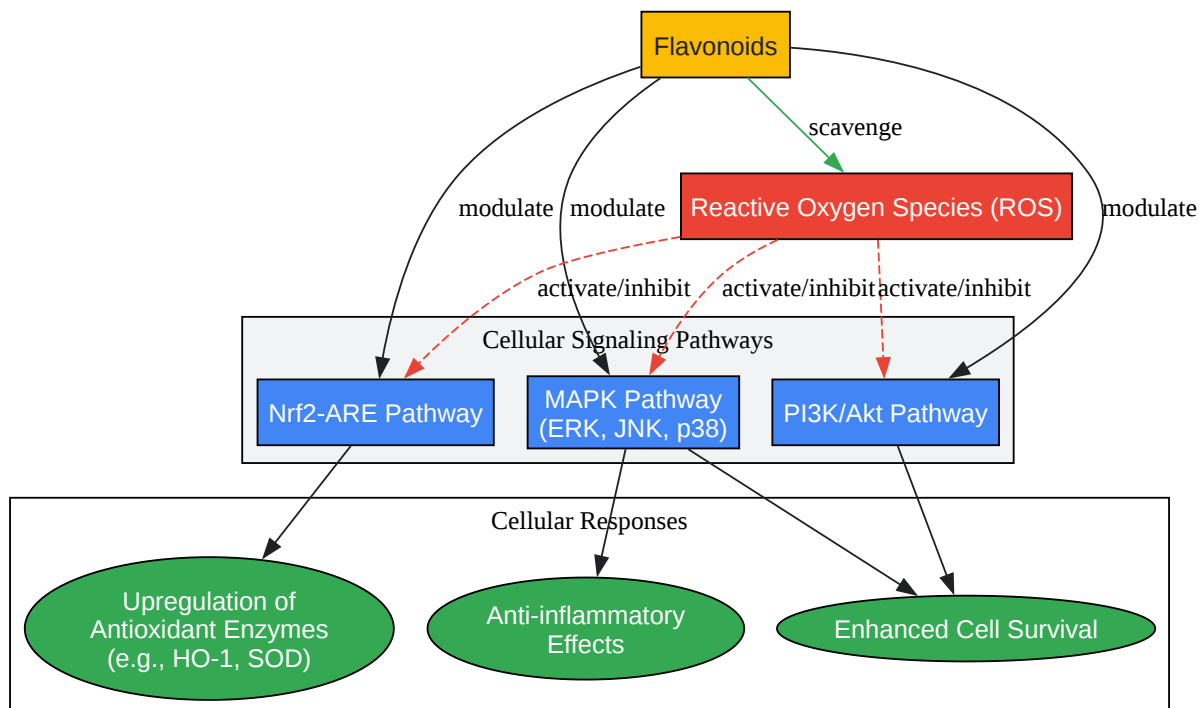 Flavonoids
scavenge
modulate
modulate
Reactive Oxygen Species (ROS)
modulate
activate/inhibit
activate/inhibit
activate/inhibit
Cellular Signaling Pathways
Nrf2-ARE Pathway
MAPK Pathway
(ERK, JNK, p38)
PI3K/Akt Pathway
Cellular Responses
Upregulation of
Antioxidant Enzymes
(e.g., HO-1, SOD)
Anti-inflammatory
Effects
Enhanced Cell Survival